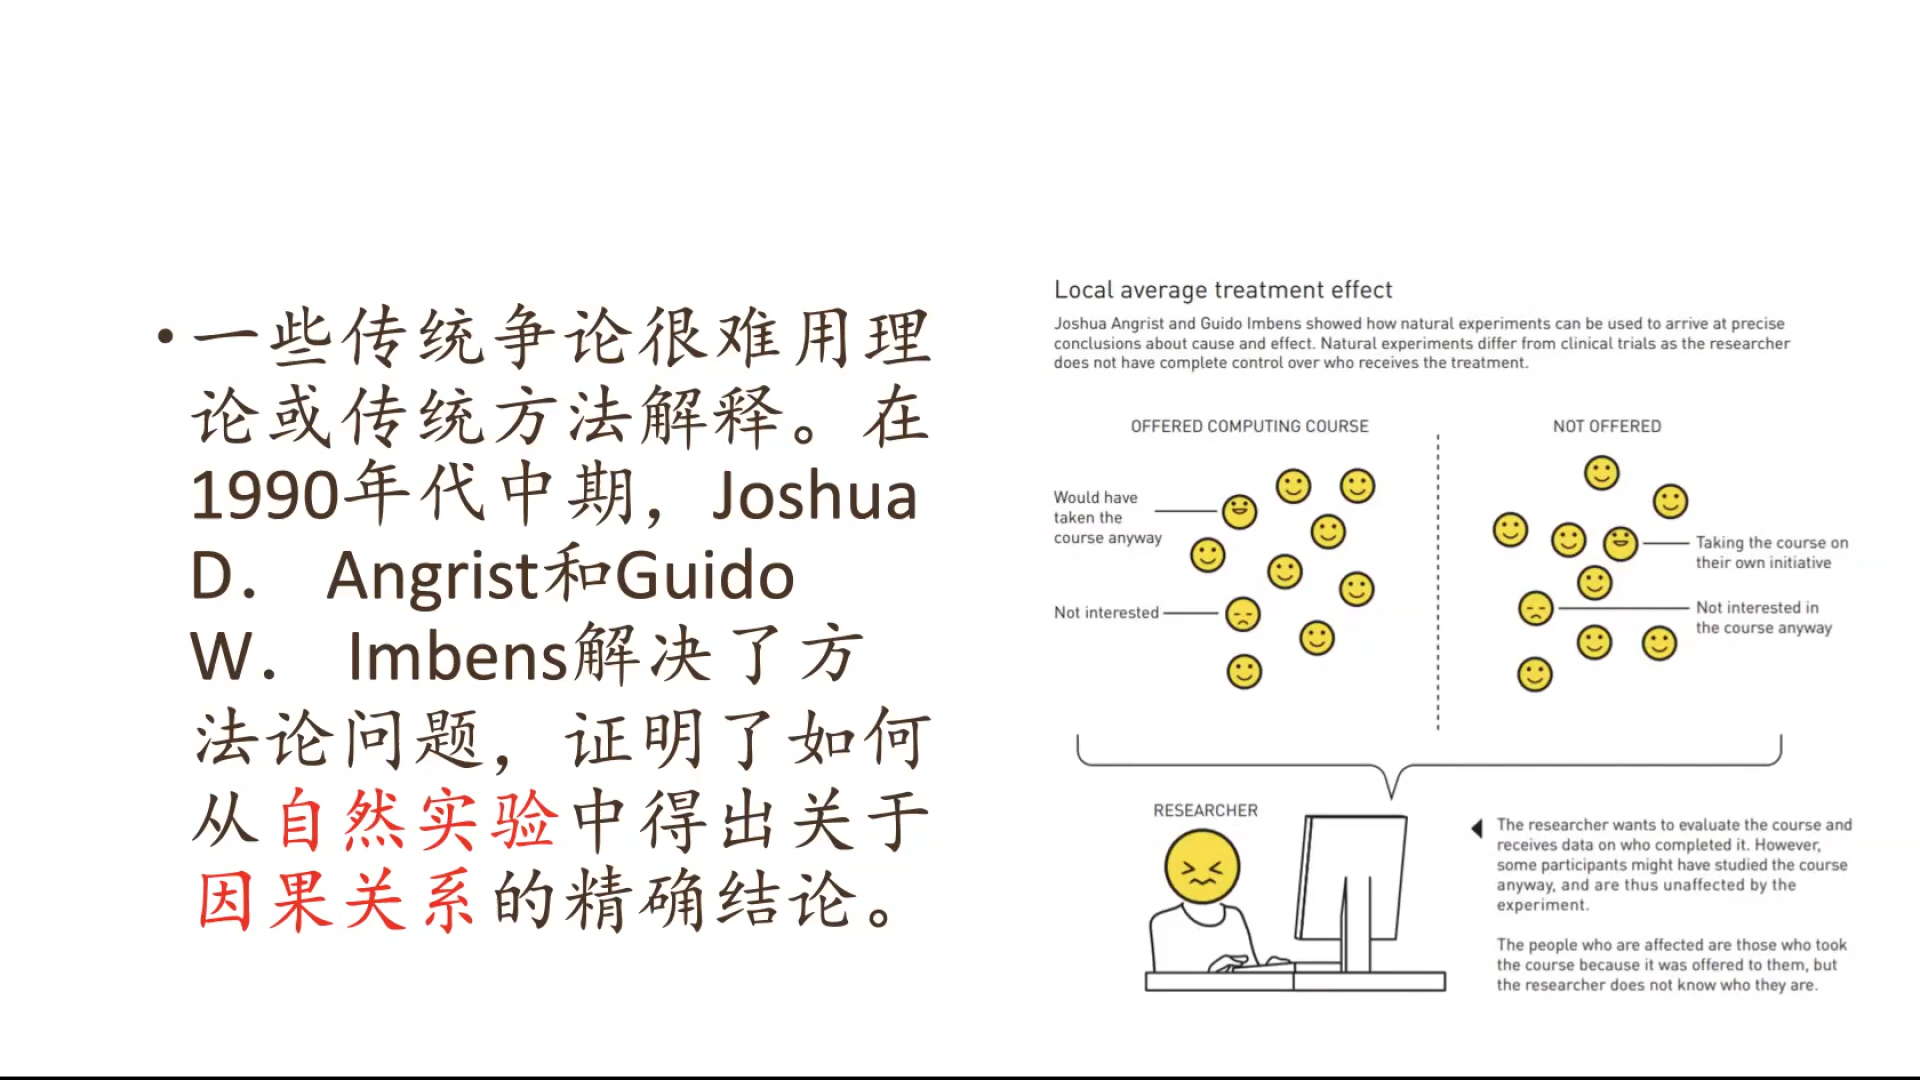 •一些传统争论很难用理
论或传统方法解释。在
1990年代中期，Joshua
D． Angrist和Guido
W． Imbens解决了方
法论问题，证明了如何
从自然实验中得出关于
因果关系的精确结论。
Local average treatment effect
Joshua Angrist and Guido Imbens showed how natural experiments can be used to arrive at precise
conclusions about cause and effect. Natural experiments differ from clinical trials as the researcher
does not have complete control over who receives the treatment.
OFFERED COMPUTING COURSE
Would have
taken the
course anyway
Not interested
NOT OFFERED
Taking the course on
their own initiative
Not interested in
the course anyway
RESEARCHER
The researcher wants to evaluate the course and
receives data on who completed it. However,
some participants might have studied the course
anyway, and are thus unaffected by the
experiment.
The people who are affected are those who took
the course because it was offered to them, but
the researcher does not know who they are.